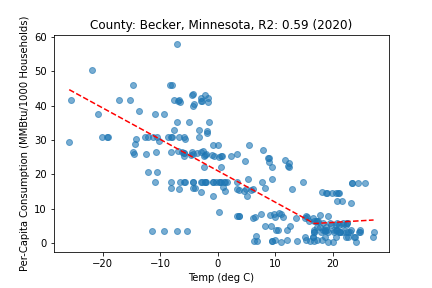 County: Becker, Minnesota, R2: 0.59 (2020)
Per-Capita Consumption (MMBtu/1000 Households)
60
50
40
30
20
10
0
−20 −10 0 10 20
Temp (deg C)